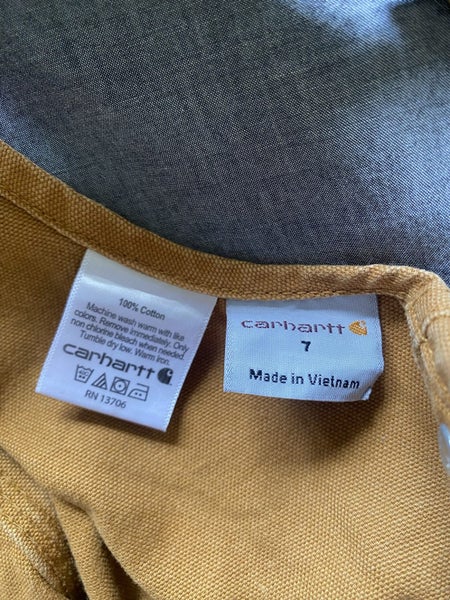 100% Cotton
Machine wash warm with like
colors. Remove immediately. Only
non chlorine bleach when needed.
Tumble dry low. Warm iron.
carhartt
RN 13706
carhartt
7
Made in Vietnam